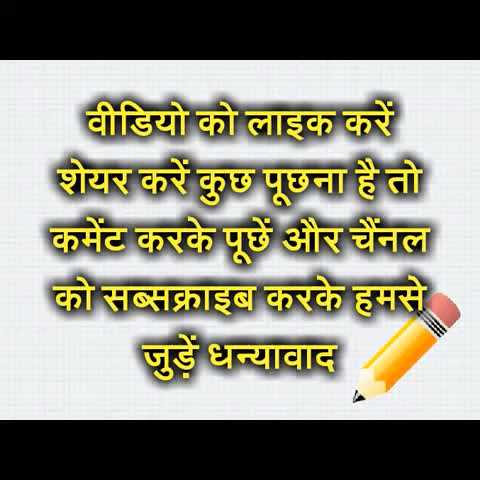 वीडियो को लाइक करें
शेयर करें कुछ पूछना है तो
कमेंट करके पूछें और चैंनल
को सब्सक्राइब करके हमसे
जुड़ें धन्यावाद